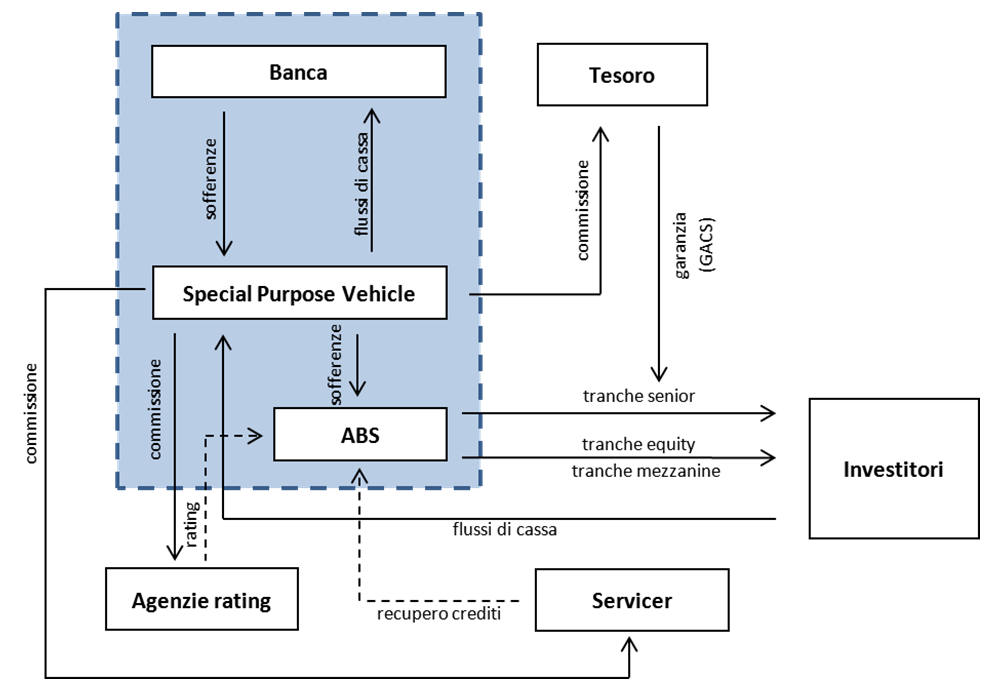 Banca
Tesoro
sofferenze
flussi di cassa
commissione
garanzia
(GACS)
Special Purpose Vehicle
commissione
commissione
sofferenze
tranche senior
ABS
tranche equity
tranche mezzanine
Investitori
rating
flussi di cassa
Agenzie rating
recupero crediti
Servicer